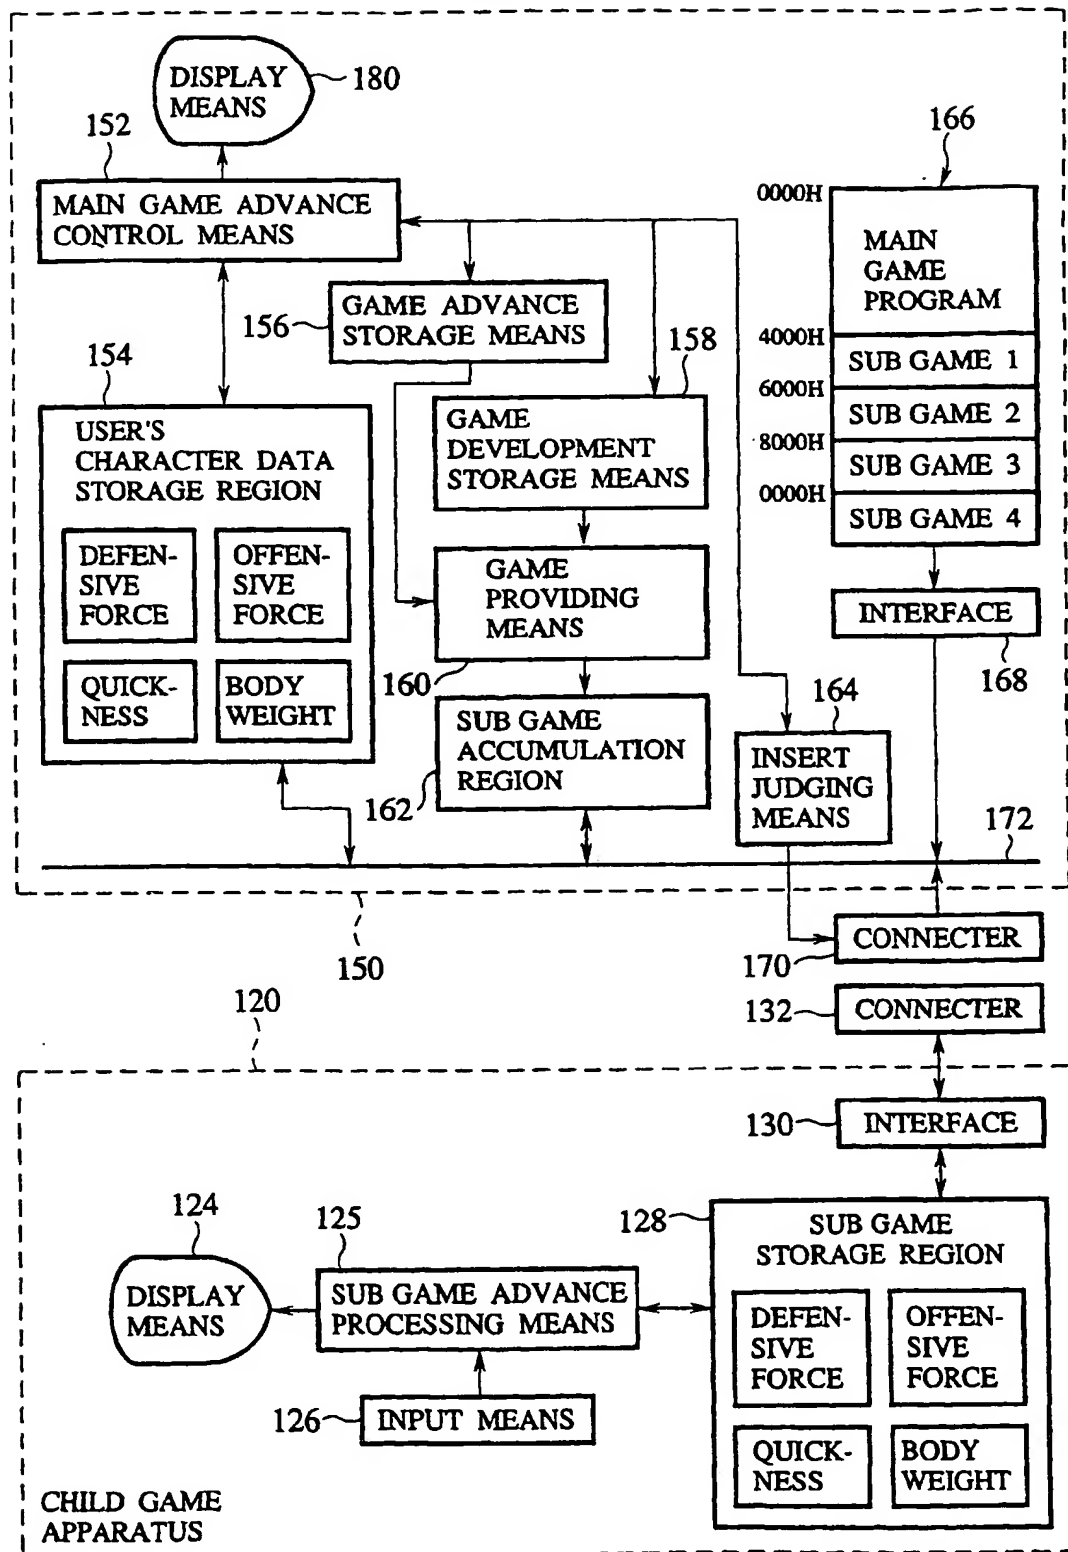 DISPLAY
MEANS
180
152
166
0000H
MAIN GAME ADVANCE
CONTROL MEANS
MAIN
GAME
PROGRAM
156
GAME ADVANCE
STORAGE MEANS
154
158
4000H
SUB GAME 1
6000H
SUB GAME 2
8000H
SUB GAME 3
0000H
SUB GAME 4
USER'S
CHARACTER DATA
STORAGE REGION
GAME
DEVELOPMENT
STORAGE MEANS
DEFEN-
SIVE
FORCE
OFFEN-
SIVE
FORCE
GAME
PROVIDING
MEANS
INTERFACE
160
168
QUICK-
NESS
BODY
WEIGHT
164
SUB GAME
ACCUMULATION
REGION
INSERT
JUDGING
MEANS
162
172
CONNECTER
150
170
120
132
CONNECTER
130
INTERFACE
124
125
128
SUB GAME
STORAGE REGION
DISPLAY
MEANS
SUB GAME ADVANCE
PROCESSING MEANS
DEFEN-
SIVE
FORCE
OFFEN-
SIVE
FORCE
126
INPUT MEANS
QUICK-
NESS
BODY
WEIGHT
CHILD GAME
APPARATUS